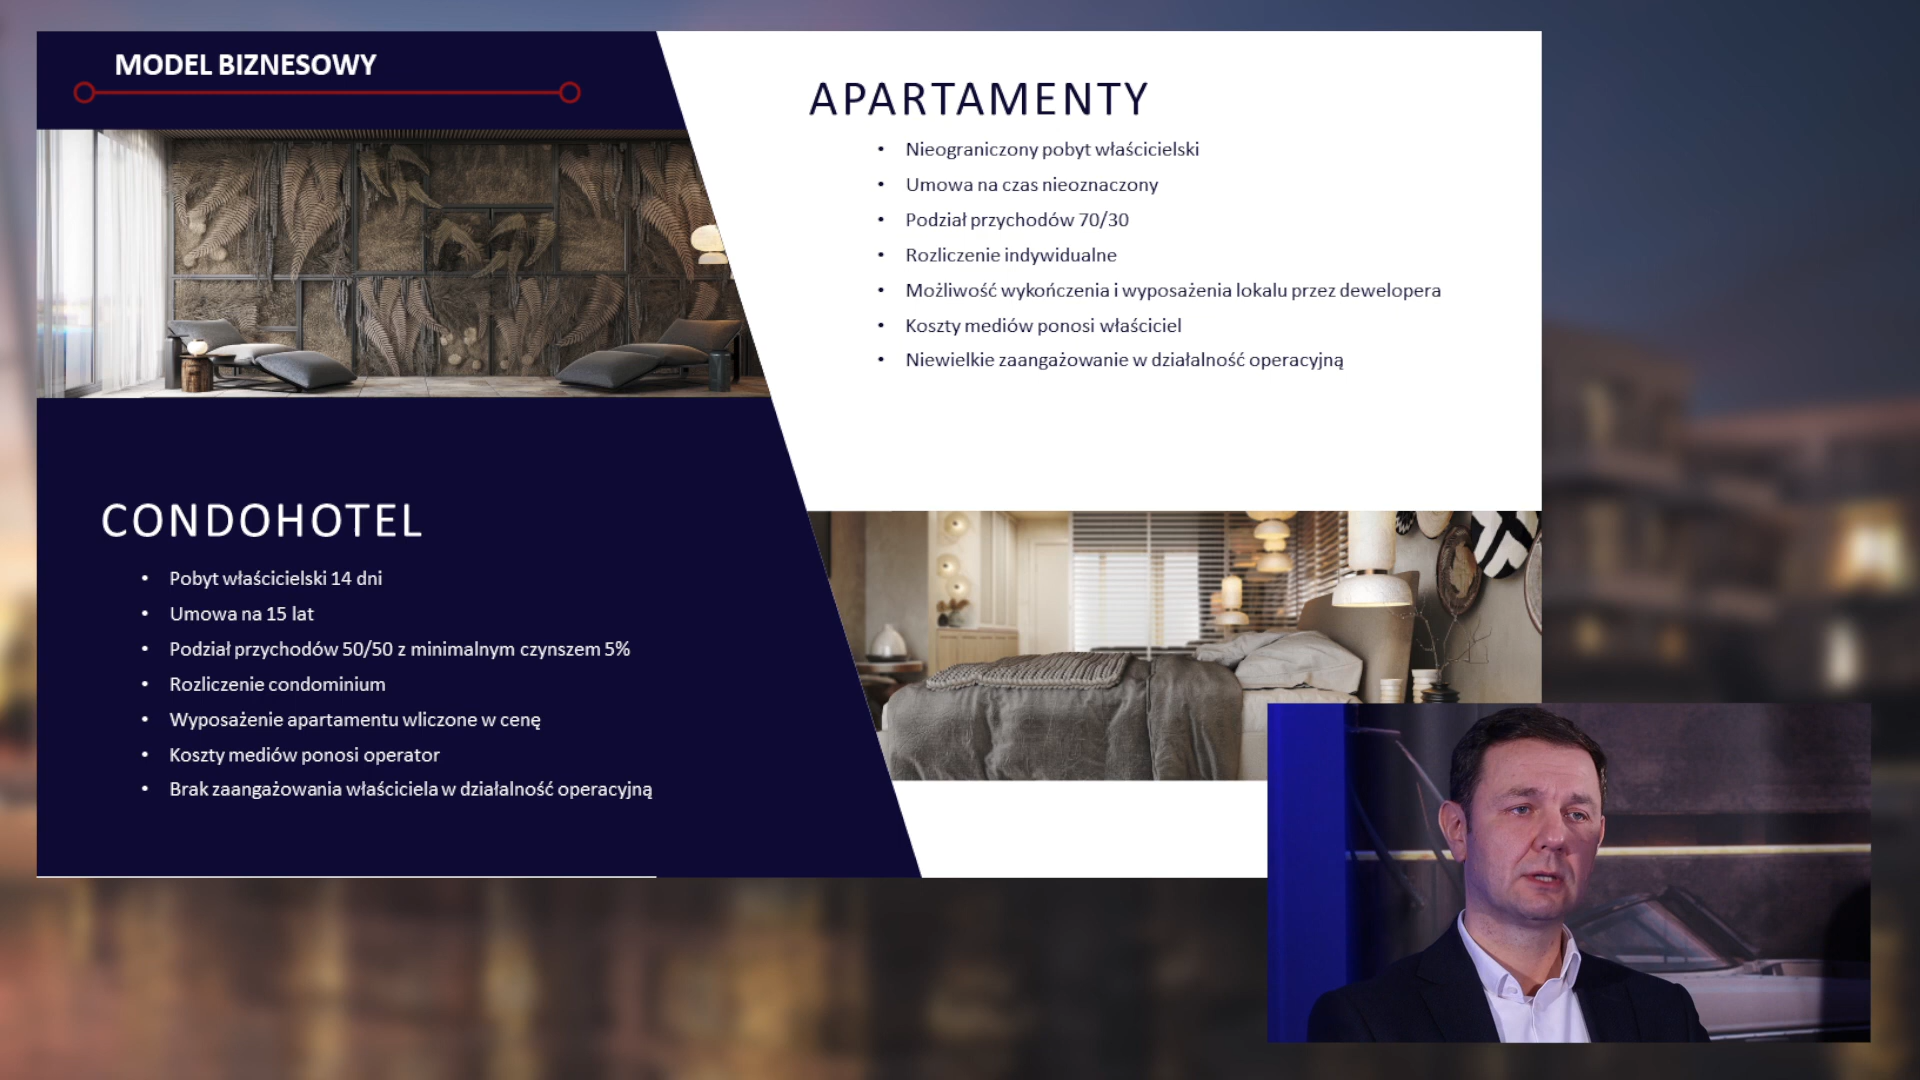 MODEL BIZNESOWY
APARTAMENTY
• Nieograniczony pobyt właścicielski
• Umowa na czas nieoznaczony
• Podział przychodów 70/30
• Rozliczenie indywidualne
• Możliwość wykończenia i wyposażenia lokalu przez dewelopera
• Koszty mediów ponosi właściciel
• Niewielkie zaangażowanie w działalność operacyjną
CONDOHOTEL
• Pobyt właścicielski 14 dni
• Umowa na 15 lat
• Podział przychodów 50/50 z minimalnym czynszem 5%
• Rozliczenie condominium
• Wyposażenie apartamentu wliczone w cenę
• Koszty mediów ponosi operator
• Brak zaangażowania właściciela w działalność operacyjną